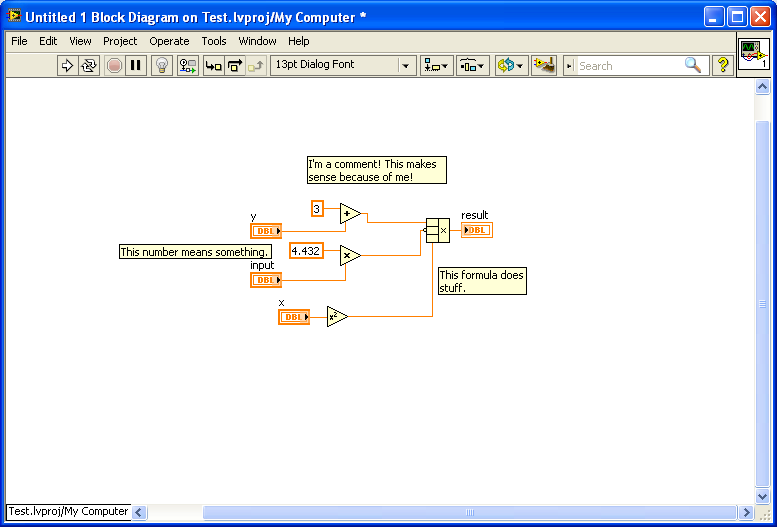 Untitled 1 Block Diagram on Test.lvproj/My Computer *
File Edit View Project Operate Tools Window Help
13pt Dialog Font
Search
?
1
I'm a comment! This makes
sense because of me!
3
+
y
DBL
result
DBL
x
This number means something.
4.432
x
input
DBL
This formula does
stuff.
x
DBL
x²
Test.lvproj/My Computer